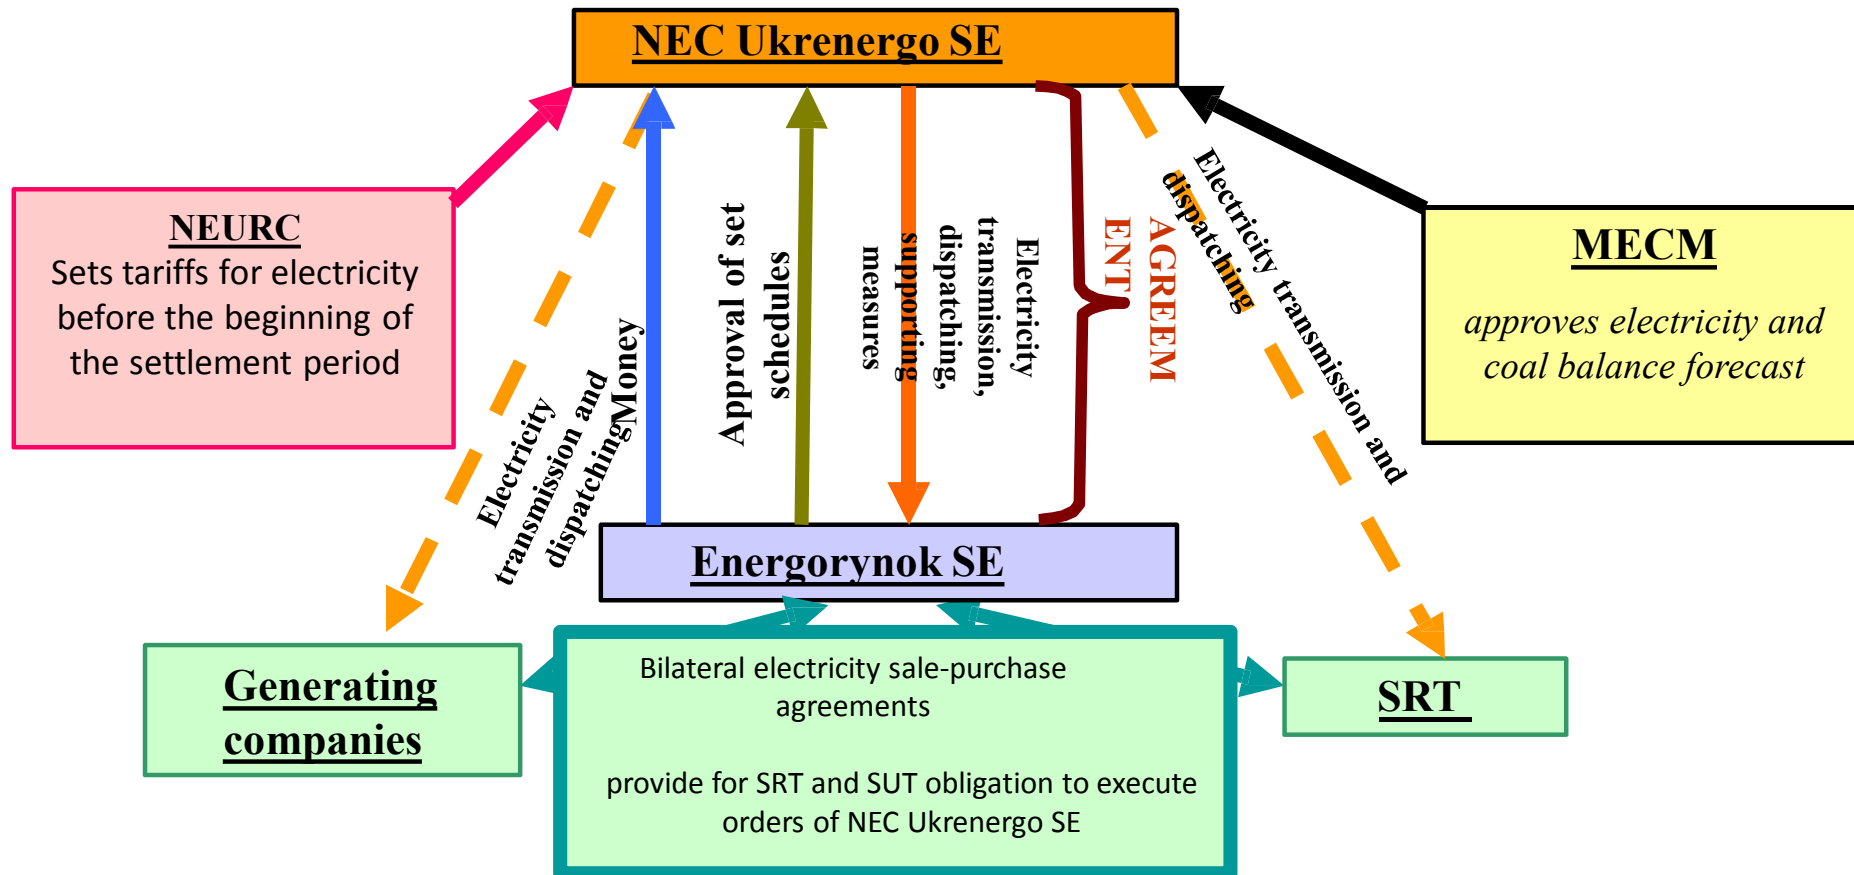 NEC Ukrenergo SE
NEURC
Sets tariffs for electricity
before the beginning of
the settlement period
Electricity
transmission and
dispatching
Money
Approval of set
schedules
Electricity
transmission,
dispatching,
supporting
measures
AGREEM
ENT
Electricity transmission and
dispatching
MECM
approves electricity and
coal balance forecast
Energorynok SE
Generating
companies
Bilateral electricity sale-purchase
agreements
provide for SRT and SUT obligation to execute
orders of NEC Ukrenergo SE
SRT